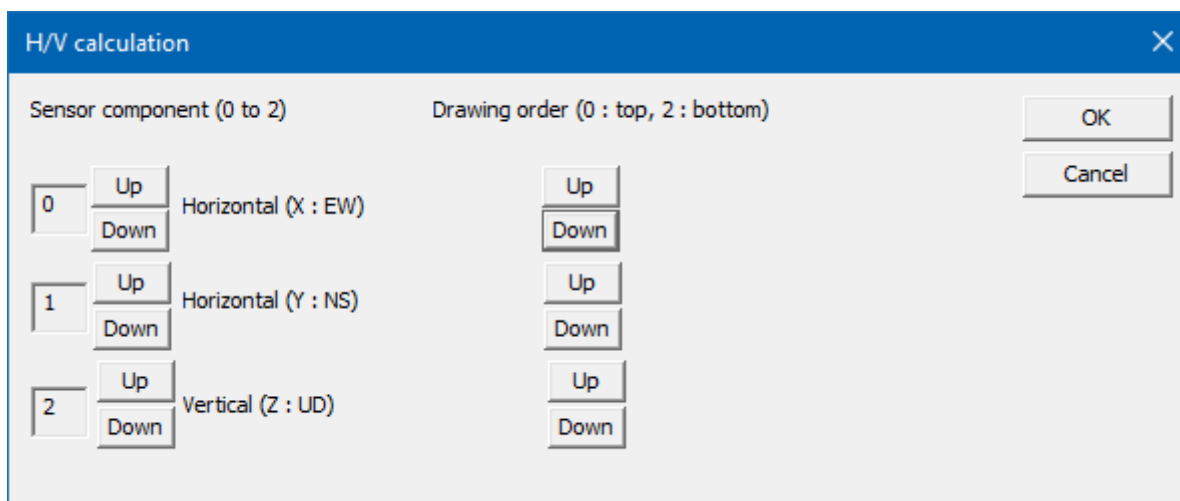 H/V calculation
Sensor component (0 to 2) Drawing order (0 : top, 2 : bottom) OK
Cancel
Up Up
0 Horizontal (X : EW)
Down Down
Up Up
1 Horizontal (Y : NS)
Down Down
Up Up
2 Vertical (Z : UD)
Down Down